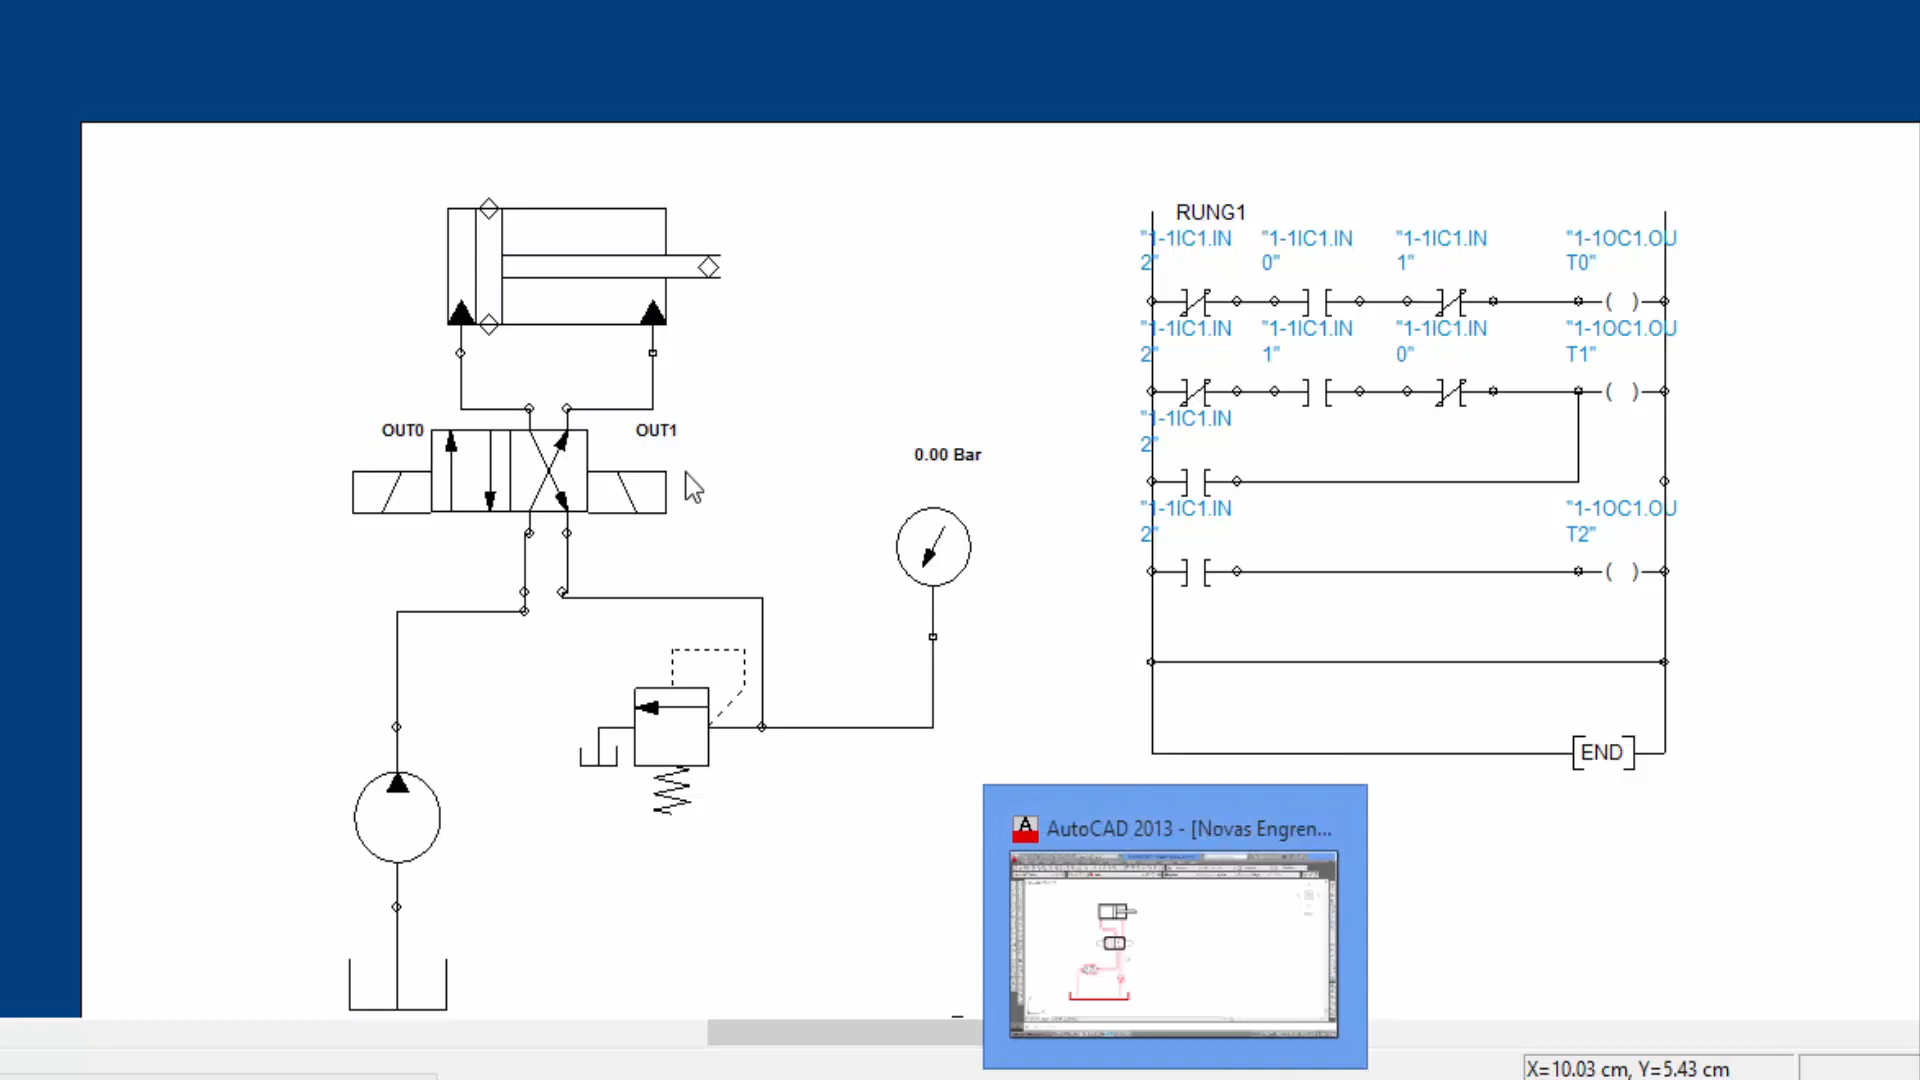 RUNG1
"1-1IC1.IN "1-1IC1.IN "1-1IC1.IN "1-1OC1.OU
2" 0" 1" T0"
"1-1IC1.IN "1-1IC1.IN "1-1IC1.IN "1-1OC1.OU
2" 1" 0" T1"
"1-1IC1.IN
2"
"1-1IC1.IN "1-1OC1.OU
2" T2"
END
OUT0 OUT1
0.00 Bar
AutoCAD 2013 - [Novas Engren...
X=10.03 cm, Y=5.43 cm